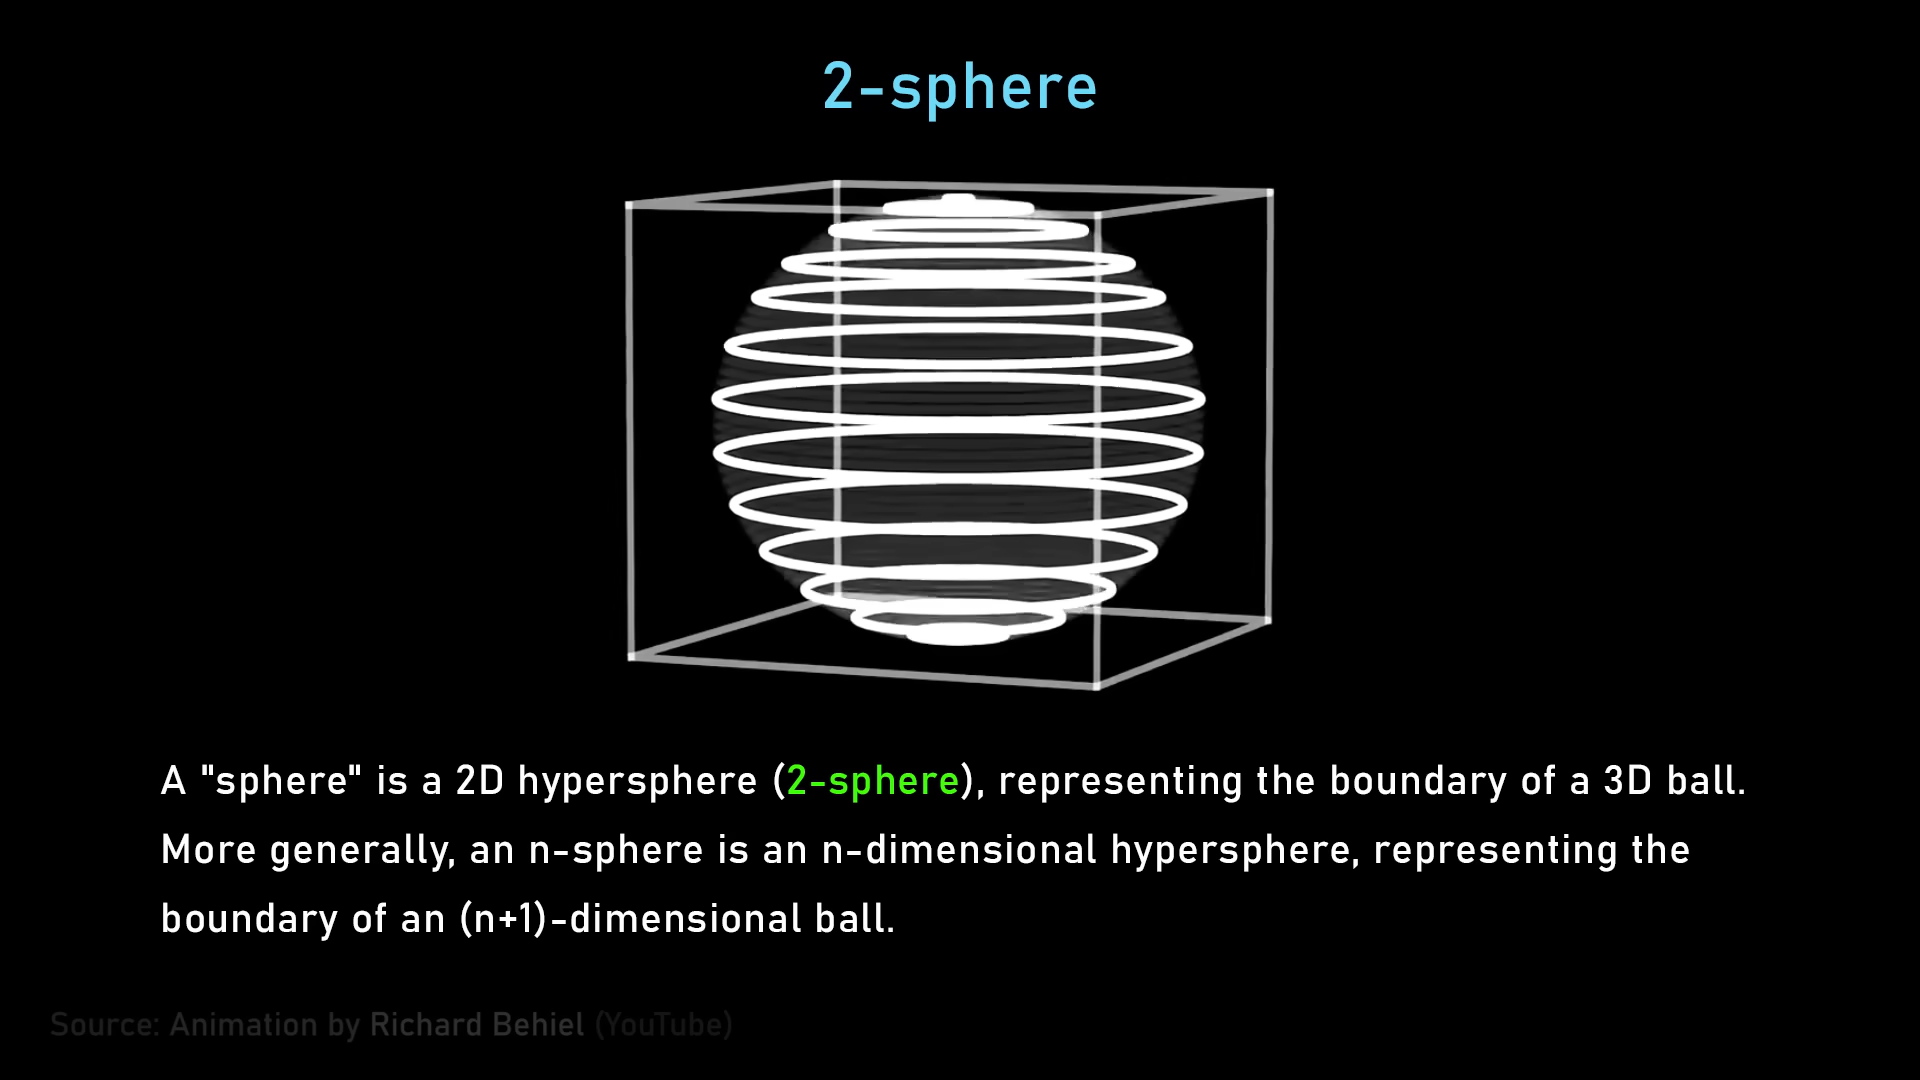 2-sphere
A "sphere" is a 2D hypersphere (2-sphere), representing the boundary of a 3D ball.
More generally, an n-sphere is an n-dimensional hypersphere, representing the
boundary of an (n+1)-dimensional ball.
Source: Animation by Richard Behiel (YouTube)